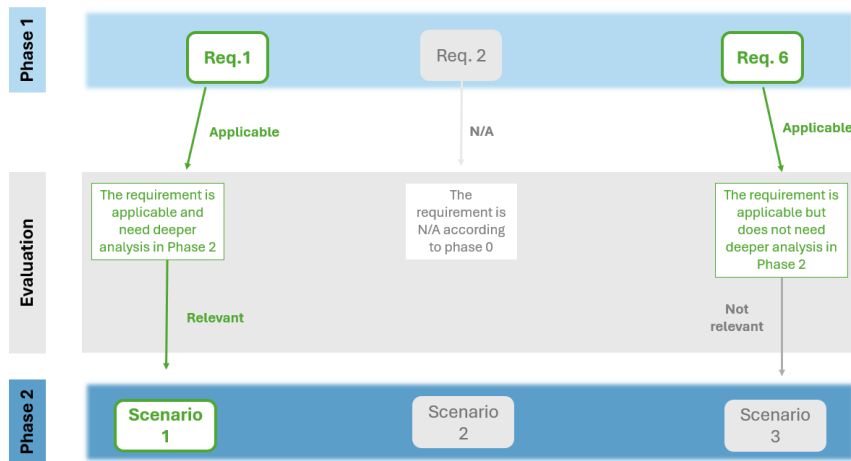 Phase 1
Req.1
Req. 2
Req. 6
Applicable
N/A
Applicable
Evaluation
The requirement is
applicable and
need deeper
analysis in Phase 2
The
requirement is
N/A according
to phase 0
The requirement is
applicable but
does not need
deeper analysis in
Phase 2
Relevant
Not
relevant
Phase 2
Scenario
1
Scenario
2
Scenario
3